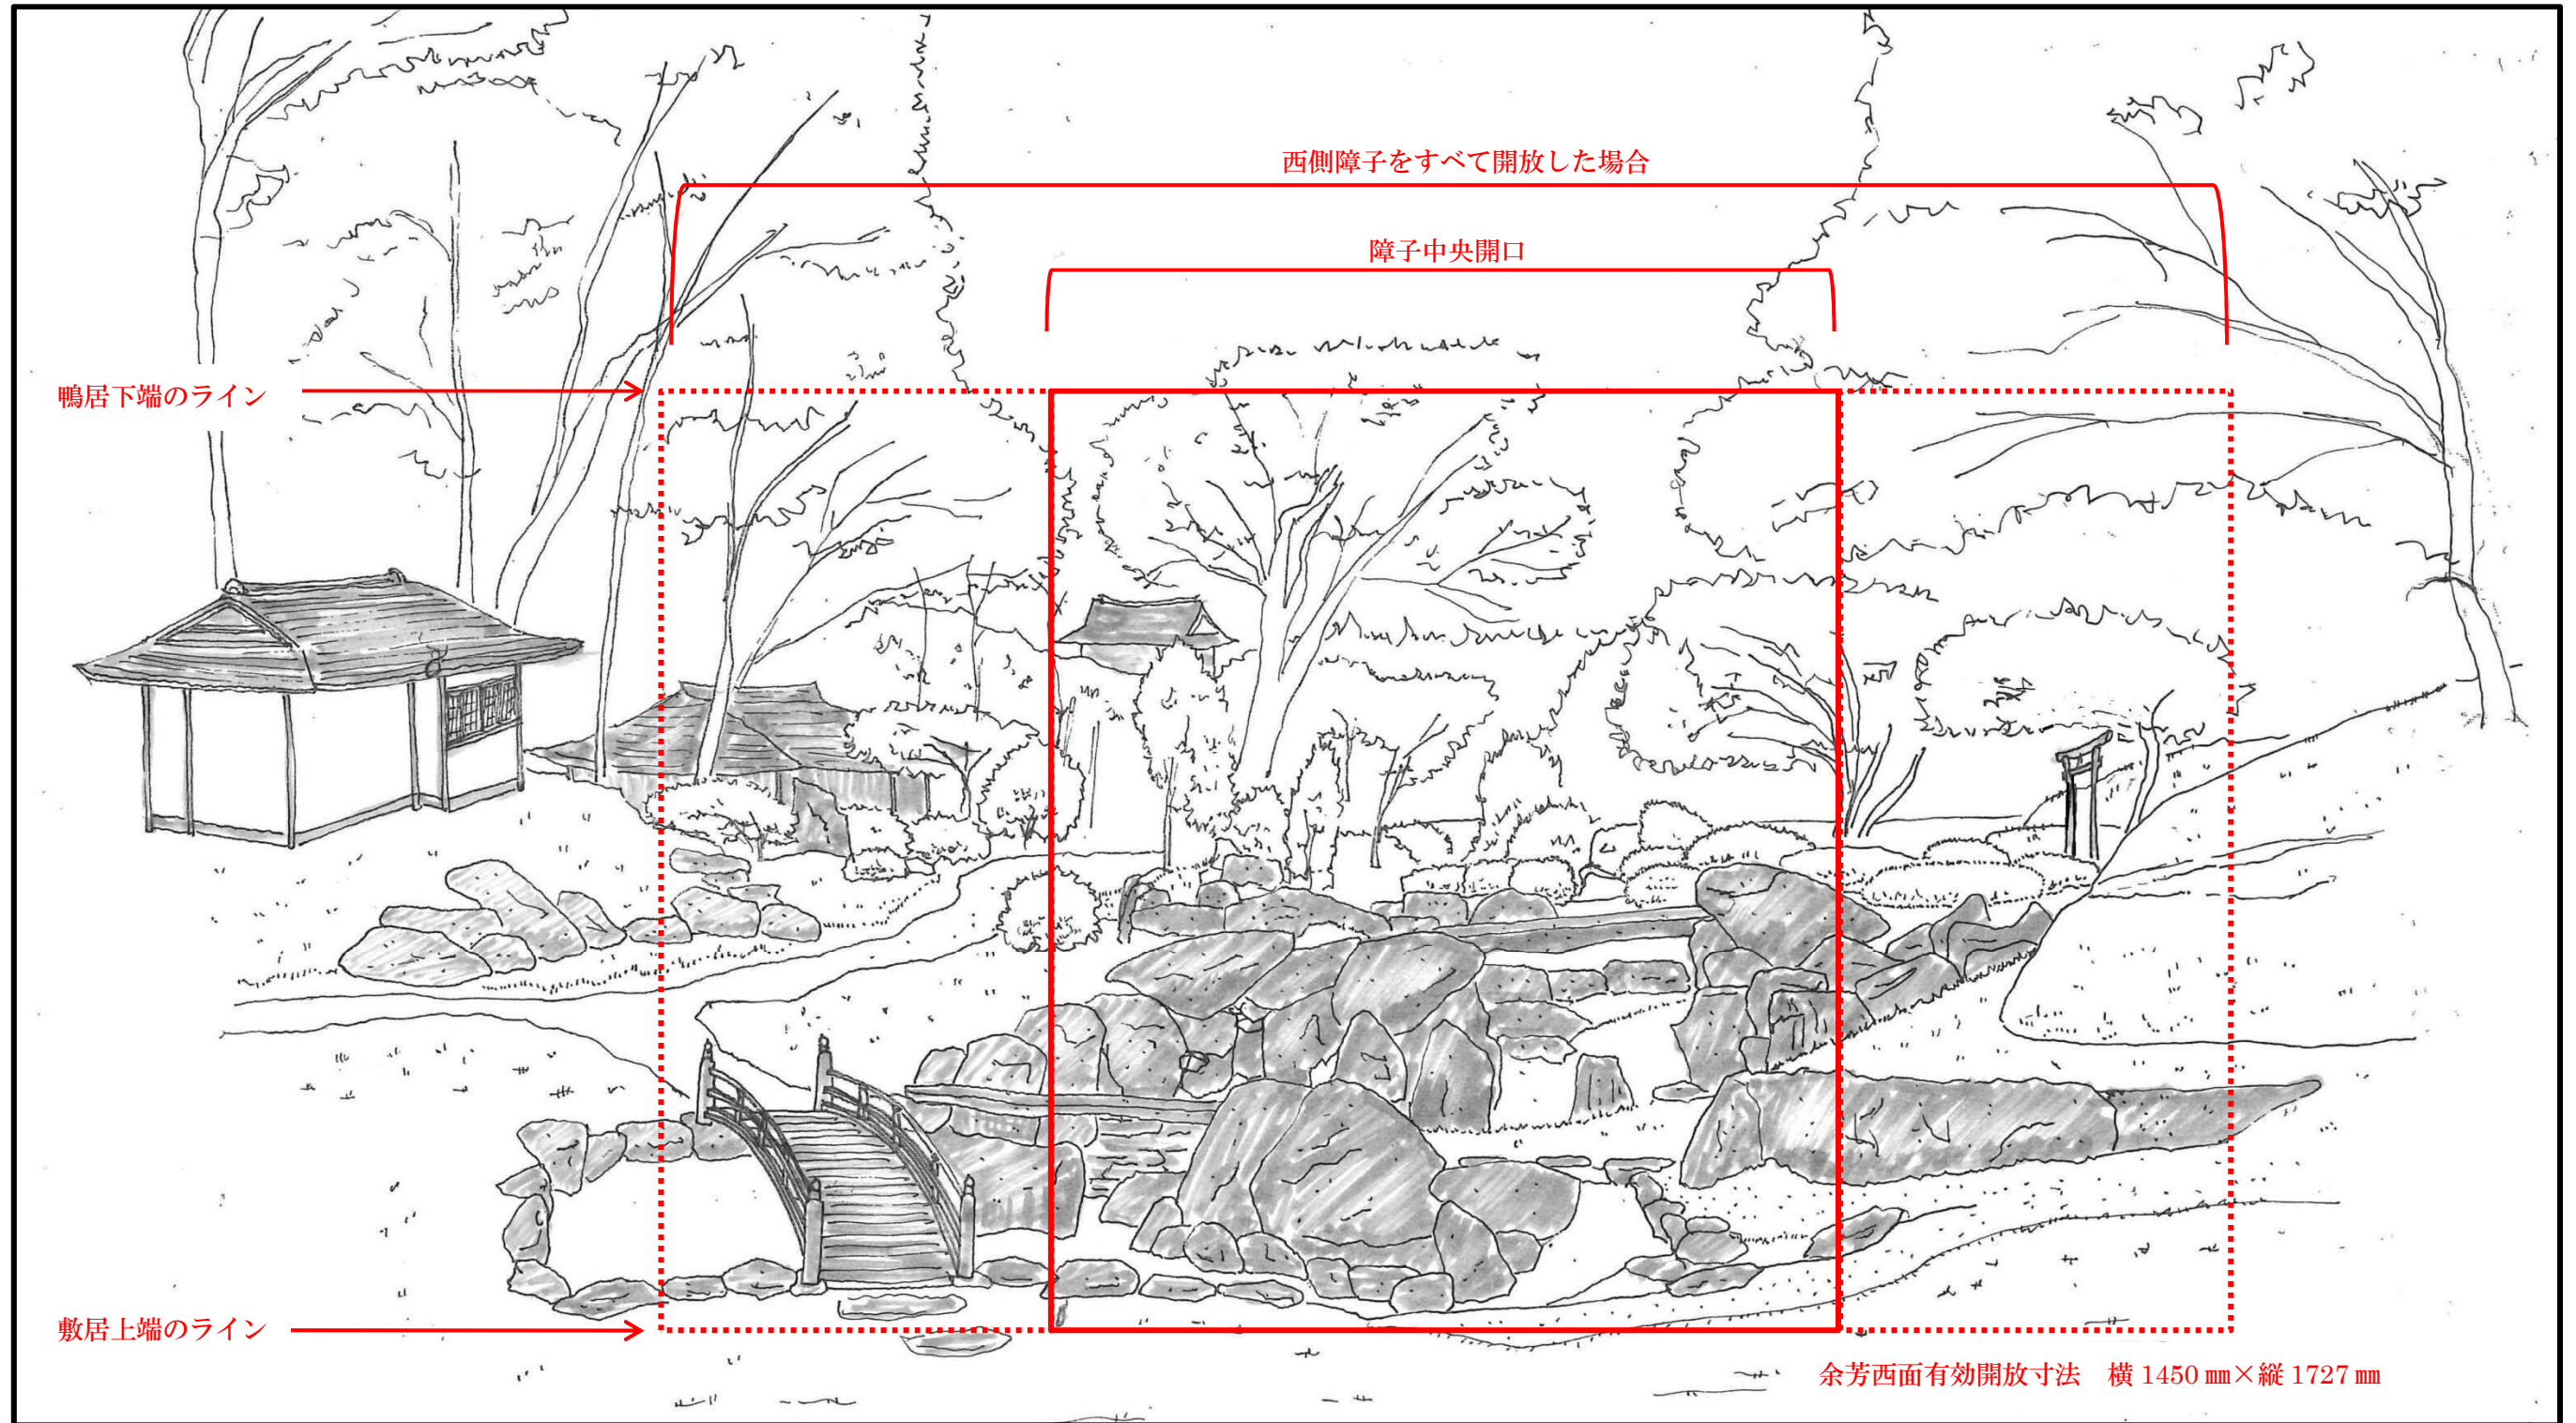 西側障子をすべて開放した場合
障子中央開口
鴨居下端のライン
敷居上端のライン
余芳西面有効開放寸法　横 1450 ㎜×縦 1727 ㎜